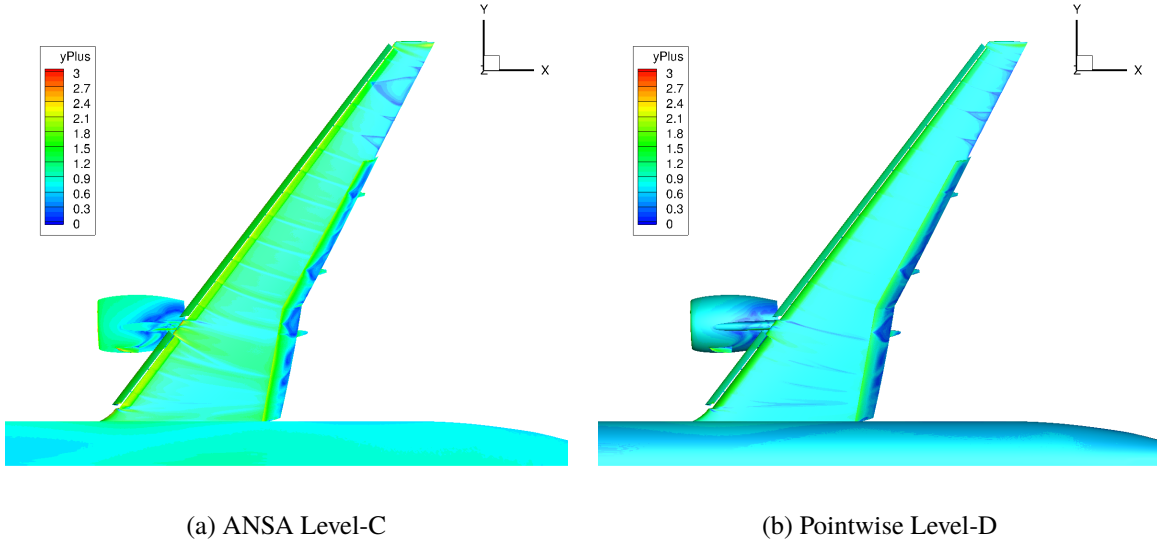 yPlus
3
2.7
2.4
2.1
1.8
1.5
1.2
0.9
0.6
0.3
0
Y
Z
X
(a) ANSA Level-C
yPlus
3
2.7
2.4
2.1
1.8
1.5
1.2
0.9
0.6
0.3
0
Y
Z
X
(b) Pointwise Level-D